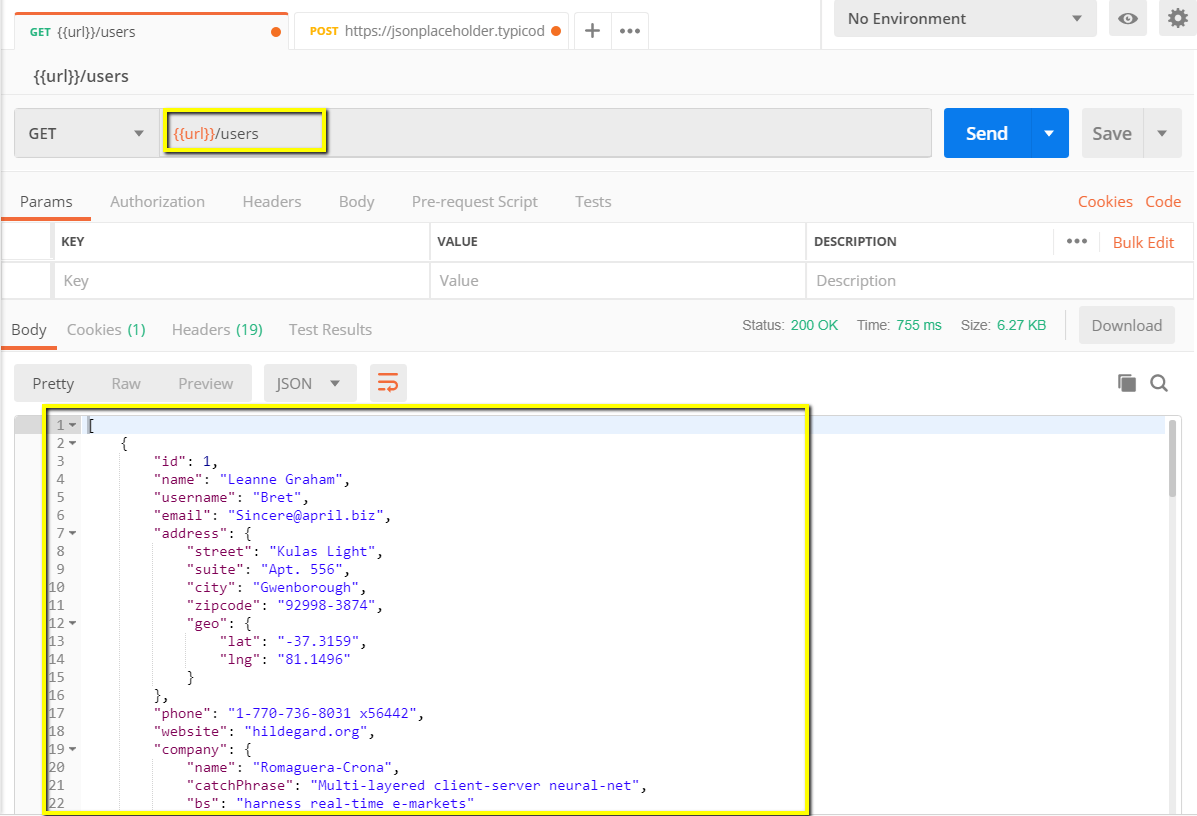 GET {{url}}/users POST https://jsonplaceholder.typicod No Environment
{{url}}/users
GET {{url}}/users Send Save
Params Authorization Headers Body Pre-request Script Tests Cookies Code
KEY VALUE DESCRIPTION Bulk Edit
Key Value Description
Body Cookies (1) Headers (19) Test Results Status: 200 OK Time: 755 ms Size: 6.27 KB Download
Pretty Raw Preview JSON
1 [
2 {
3 "id": 1,
4 "name": "Leanne Graham",
5 "username": "Bret",
6 "email": "Sincere@april.biz",
7 "address": {
8 "street": "Kulas Light",
9 "suite": "Apt. 556",
10 "city": "Gwenborough",
11 "zipcode": "92998-3874",
12 "geo": {
13 "lat": "-37.3159",
14 "lng": "81.1496"
15 }
16 },
17 "phone": "1-770-736-8031 x56442",
18 "website": "hildegard.org",
19 "company": {
20 "name": "Romaguera-Crona",
21 "catchPhrase": "Multi-layered client-server neural-net",
22 "bs": "harness real-time e-markets"